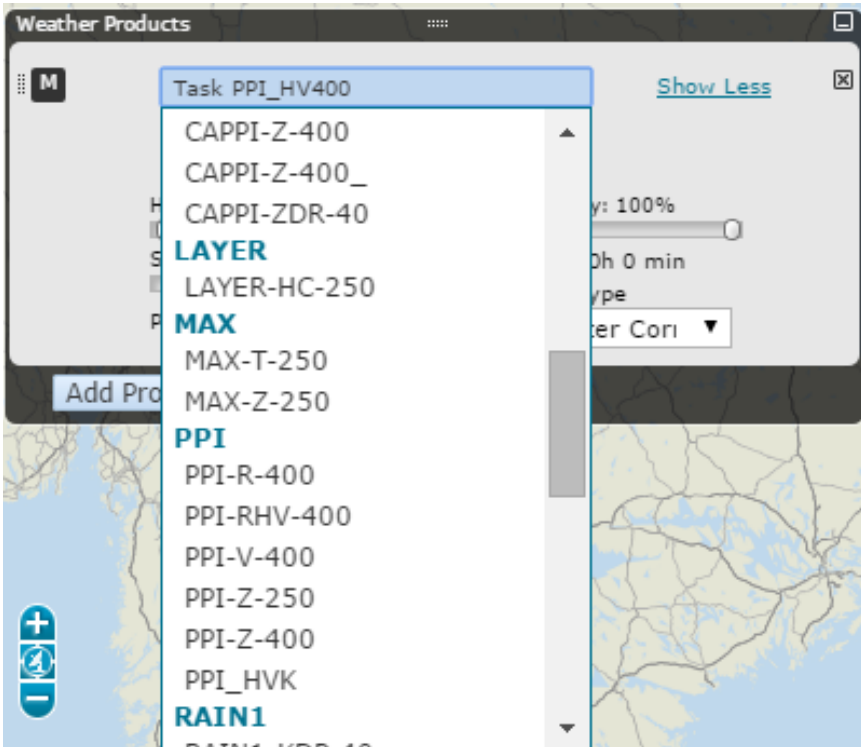 Weather Products
M
Task PPI_HV400
Show Less
CAPPI-Z-400
CAPPI-Z-400_
CAPPI-ZDR-40
y: 100%
LAYER
0h 0 min
LAYER-HC-250
ype
MAX
ter Corr
MAX-T-250
Add Pro
MAX-Z-250
PPI
PPI-R-400
PPI-RHV-400
PPI-V-400
PPI-Z-250
PPI-Z-400
PPI_HVK
RAIN1